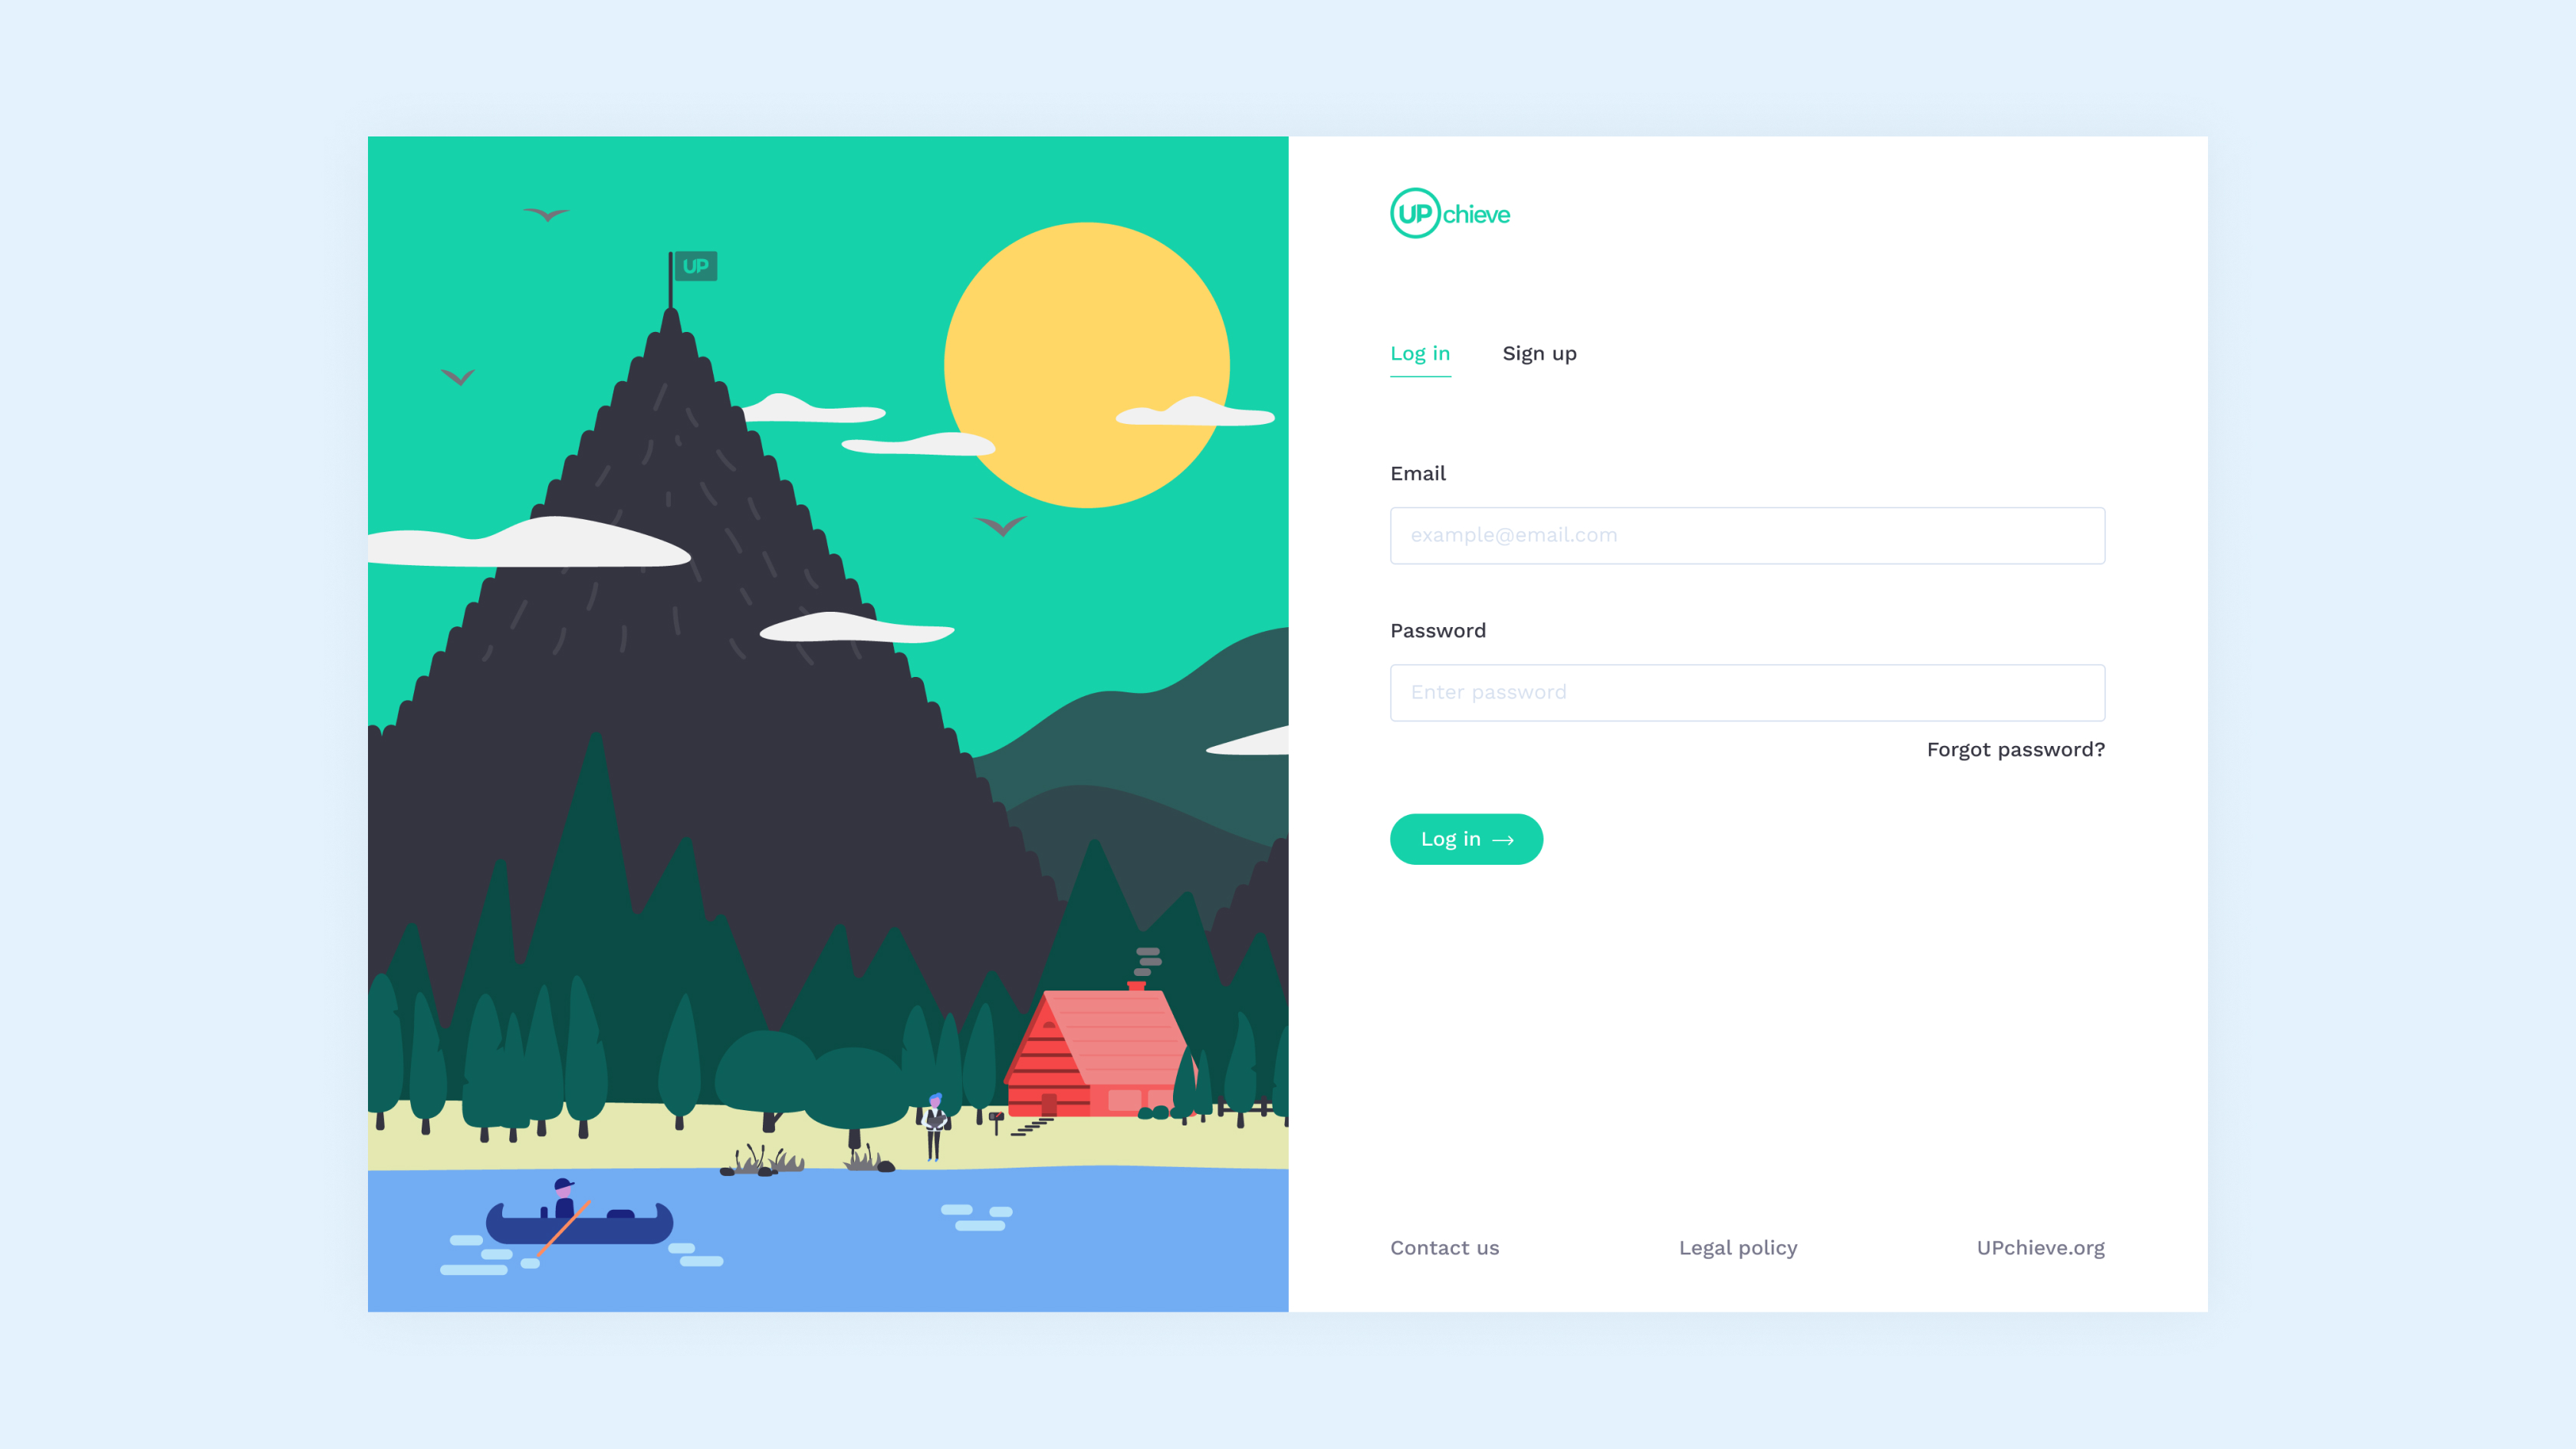 UP
UPchieve
Log in
Sign up
Email
example@email.com
Password
Enter password
Forgot password?
Log in →
Contact us
Legal policy
UPchieve.org